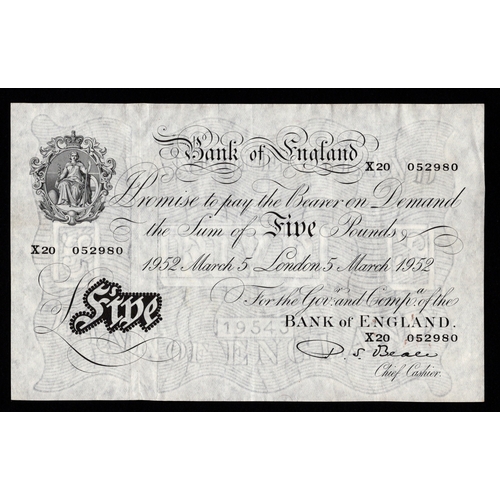 Bank of England
X20 052980
I Promise to pay the Bearer on Demand
the Sum of Five Pounds
X20 052980
1952 March 5 London 5 March 1952
For the Govr. and Compa. of the
£Five
BANK of ENGLAND.
X20 052980
P. S. Beale
Chief Cashier.